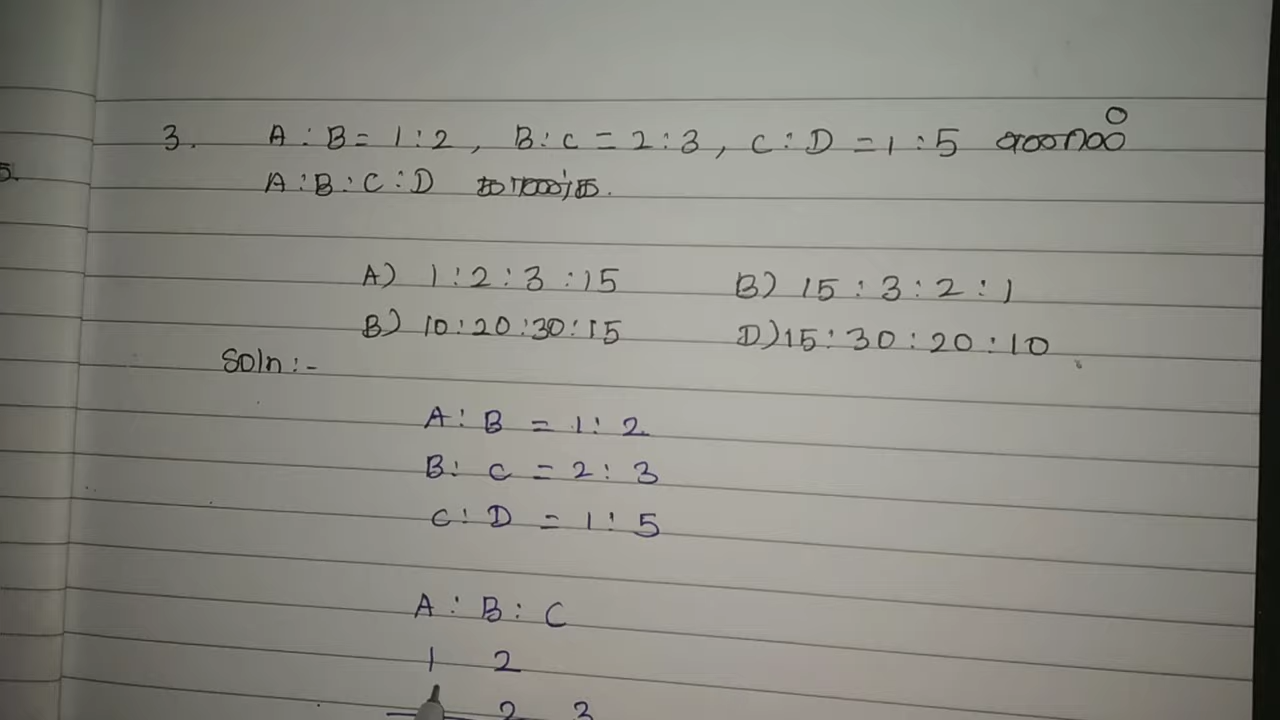 3. A : B = 1 : 2 , B : C = 2 : 3 , C : D = 1 : 5
5.
A : B : C : D
A) 1 : 2 : 3 : 15 B) 15 : 3 : 2 : 1
B) 10 : 20 : 30 : 15 D) 15 : 30 : 20 : 10
Soln :-
A : B = 1 : 2
B : C = 2 : 3
C : D = 1 : 5
A : B : C
1 2
2 3